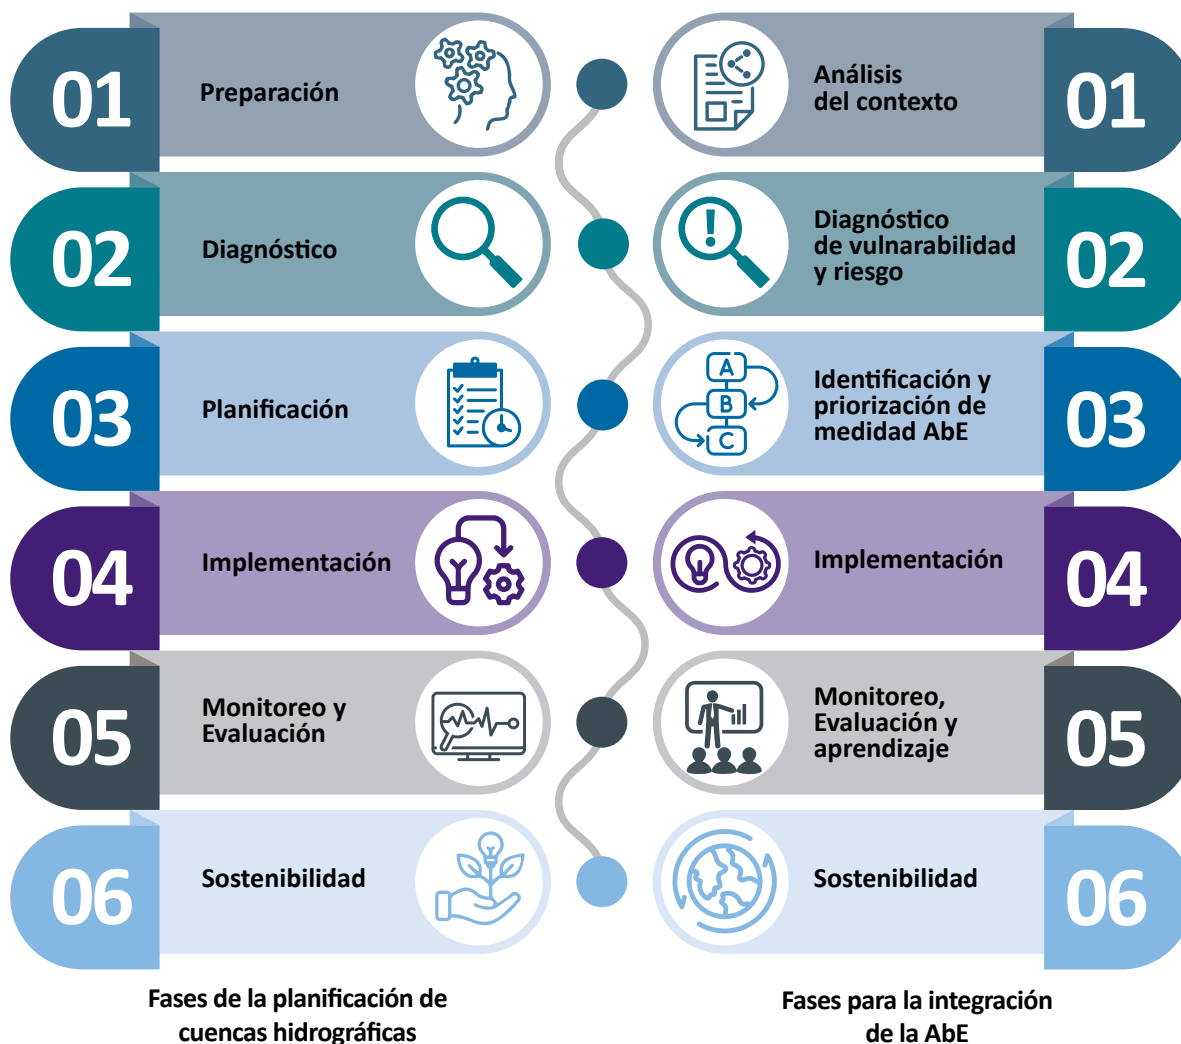 01
Preparación
Análisis
del contexto
01
02
Diagnóstico
Diagnóstico
de vulnarabilidad
y riesgo
02
03
Planificación
A
B
C
Identificación y
priorización de
medidad AbE
03
04
Implementación
Implementación
04
05
Monitoreo y
Evaluación
Monitoreo,
Evaluación y
aprendizaje
05
06
Sostenibilidad
Sostenibilidad
06
Fases de la planificación de
cuencas hidrográficas
Fases para la integración
de la AbE